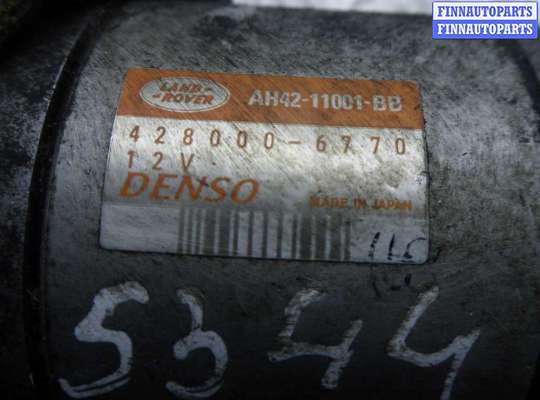 FINNAUTOPARTS
FINNAUTOPARTS
LAND-
-ROVER
AH42-11001-BB
428000-6770
12V
DENSO
MADE IN JAPAN
5344